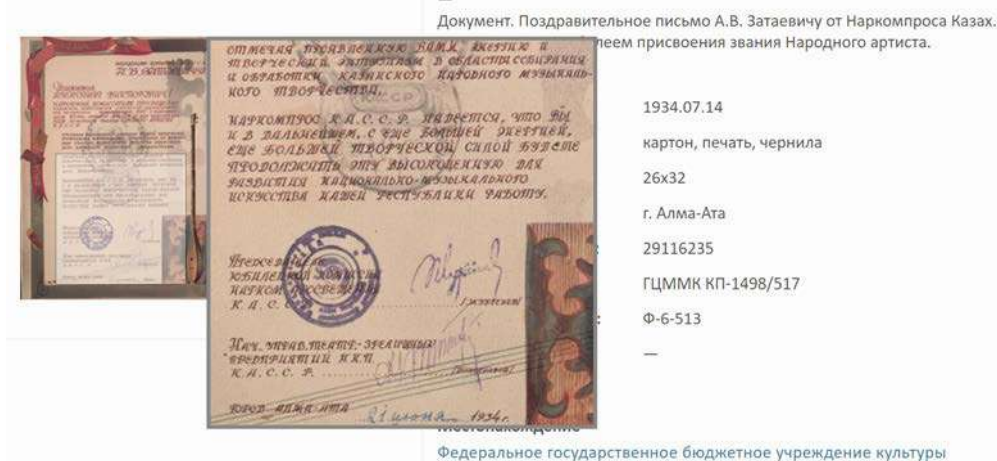 Документ. Поздравительное письмо А.В. Затаевичу от Наркомпроса Казах.
леем присвоения звания Народного артиста.
1934.07.14
картон, печать, чернила
26х32
г. Алма-Ата
29116235
ГЦММК КП-1498/517
Ф-6-513
—
Федеральное государственное бюджетное учреждение культуры
ОТМЕЧАЯ ПРОЯВЛЕННУЮ ВАМИ ЭНЕРГИЮ И
ТВОРЧЕСКИЙ ЭНТУЗИАЗМ В ОБЛАСТИ СОБИРАНИЯ
И ОБРАБОТКИ КАЗАКСКОГО НАРОДНОГО МУЗЫКАЛЬ-
НОГО ТВОРЧЕСТВА,
НАРКОМПРОС К.А.С.С.Р. НАДЕЕТСЯ, ЧТО ВЫ
И В ДАЛЬНЕЙШЕМ, С ЕЩЕ БОЛЬШЕЙ ЭНЕРГИЕЙ,
ЕЩЕ БОЛЬШЕЙ ТВОРЧЕСКОЙ СИЛОЙ БУДЕТЕ
ПРОДОЛЖАТЬ ЭТУ ВЫСОКОЦЕННУЮ ДЛЯ
РАЗВИТИЯ НАЦИОНАЛЬНО-МУЗЫКАЛЬНОГО
ИСКУССТВА НАШЕЙ РЕСПУБЛИКИ РАБОТУ.
ЮБИЛЕЙНОЙ КОМИССИИ
НАРКОМ ПРОСВЕЩЕНИЯ
К.А.С.
НАЧ. УПРАВ. ТЕАТР.-ЗРЕЛИЩНЫХ
ПРЕДПРИЯТИЙ НКП
К.А.С.С.Р.
ГОРОД АЛМА-АТА 21 июня 1934г.